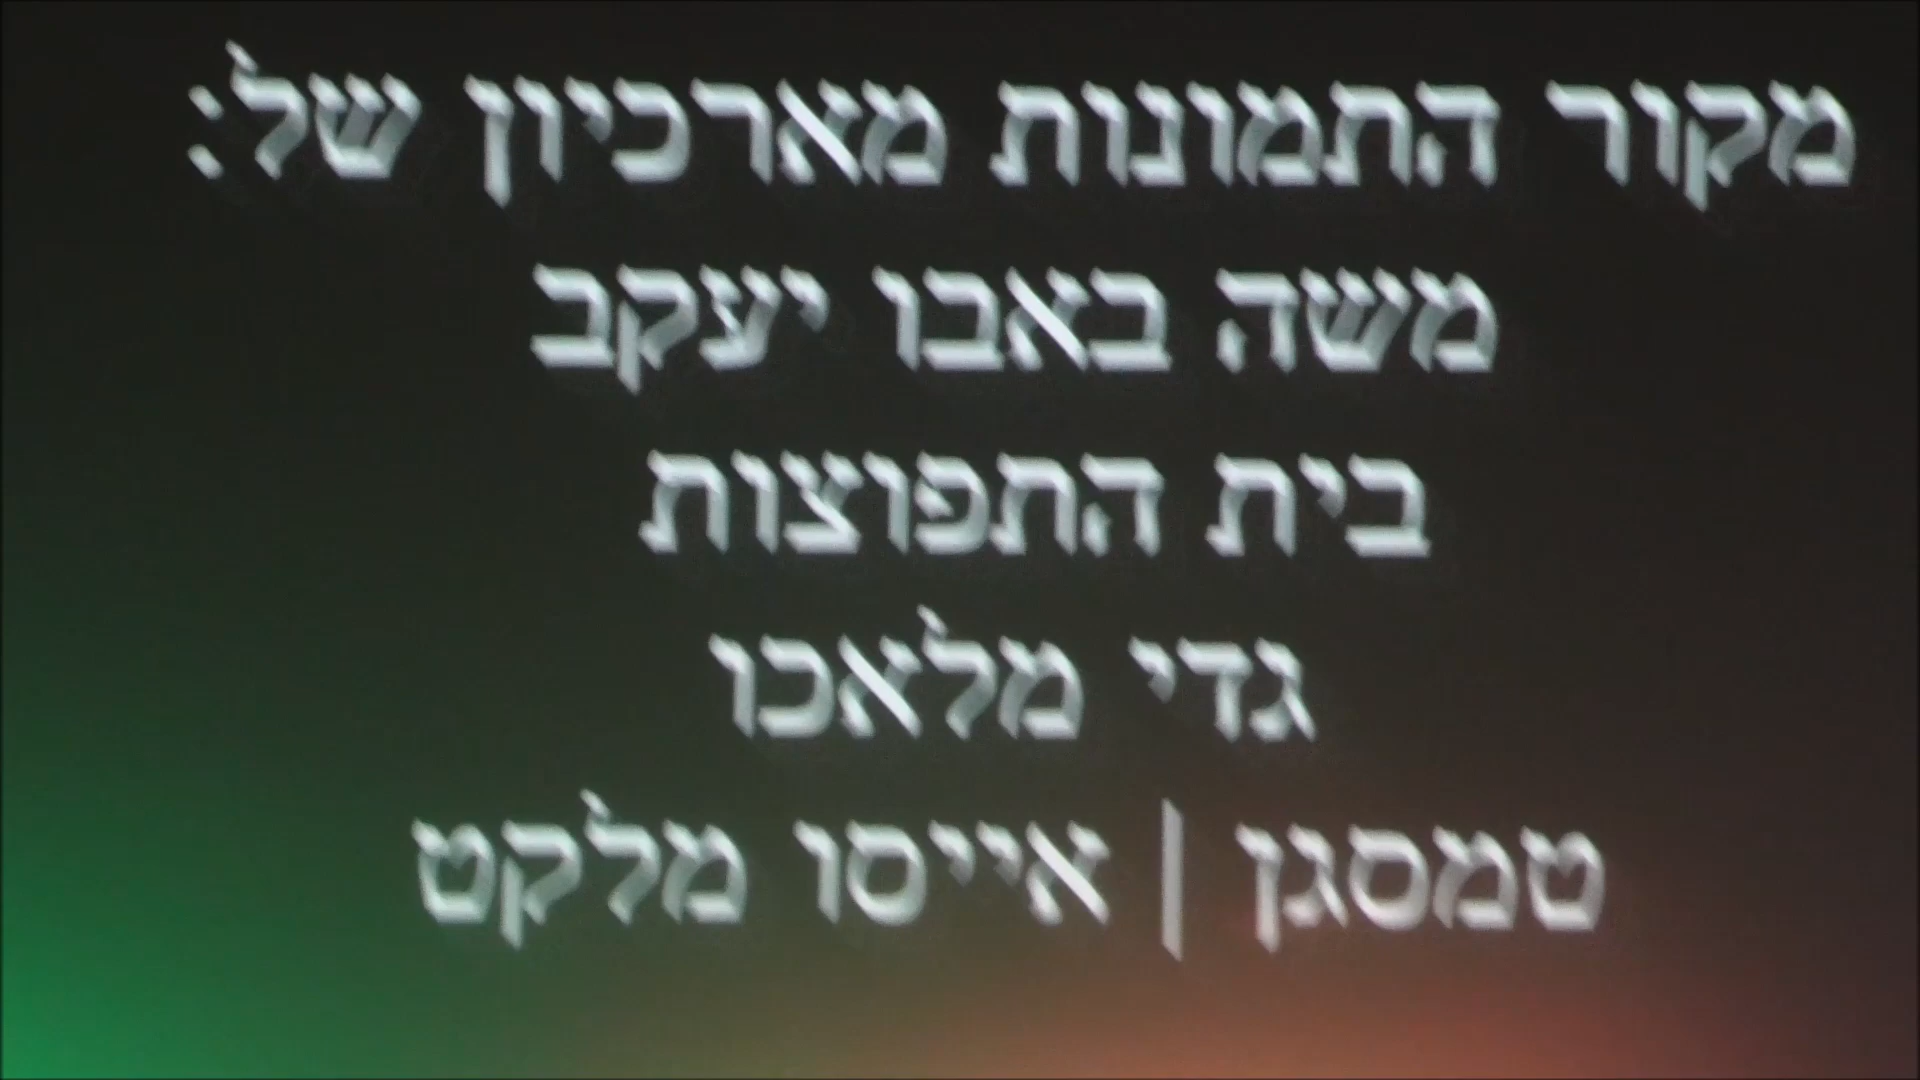 מקור התמונות מארכיון של:
משה באבו יעקב
בית התפוצות
גדי מלאכו
טמסגן | אייסו מלקט